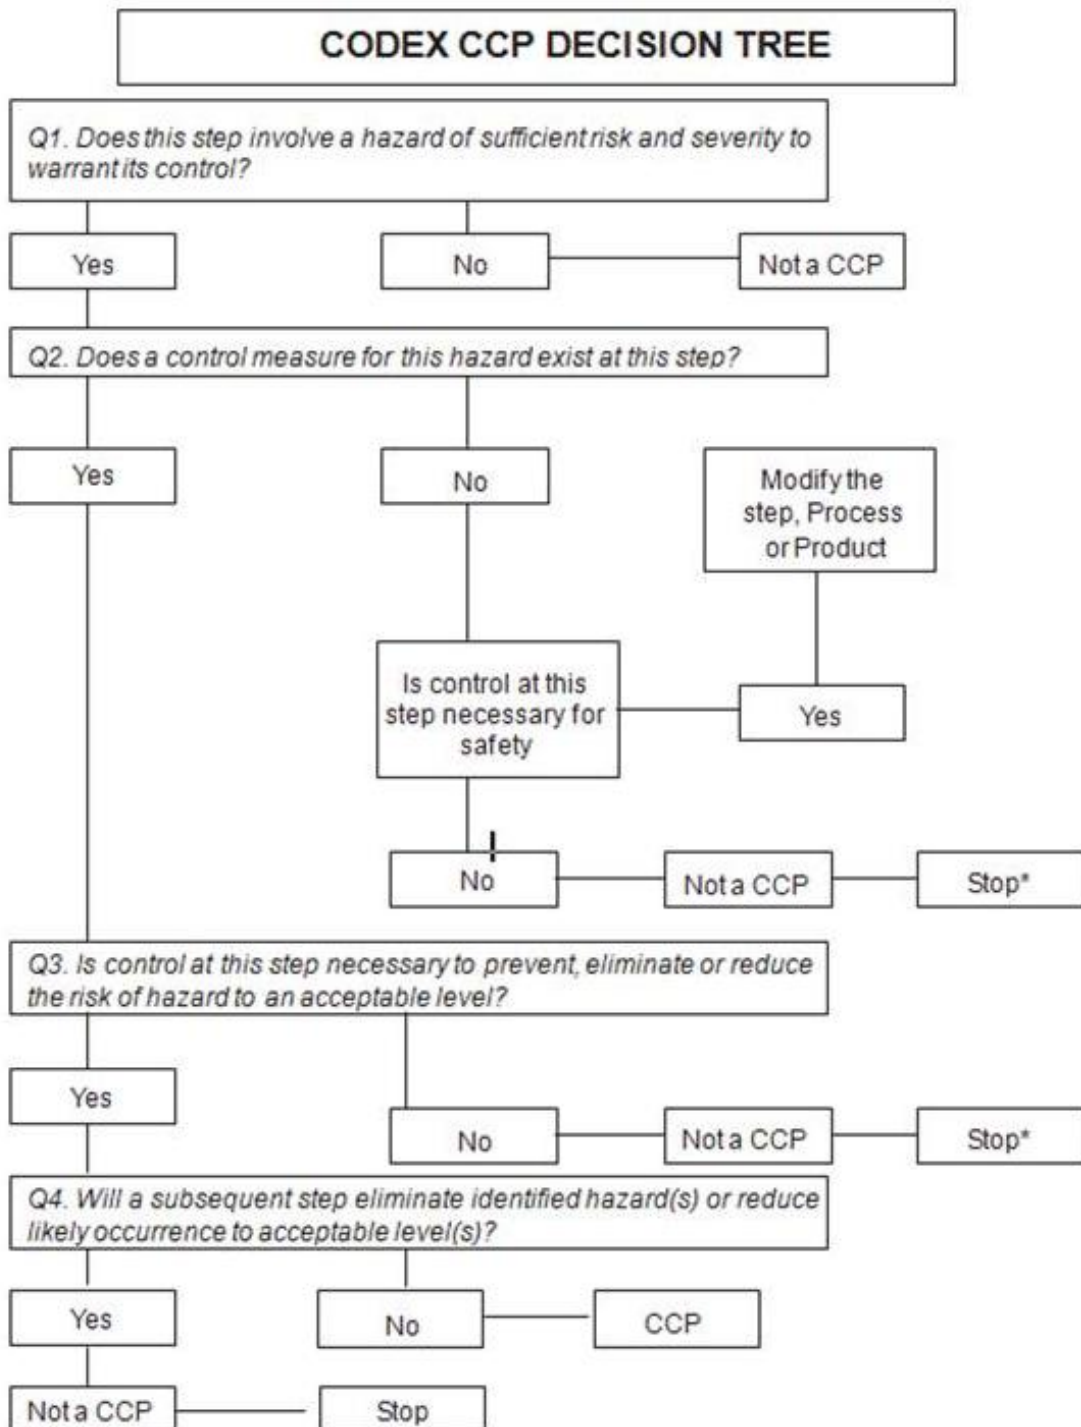 CODEX CCP DECISION TREE
Q1. Does this step involve a hazard of sufficient risk and severity to
warrant its control?
Yes
No
Not a CCP
Q2. Does a control measure for this hazard exist at this step?
Yes
No
Modify the
step, Process
or Product
Is control at this
step necessary for
safety
Yes
No
Not a CCP
Stop*
Q3. Is control at this step necessary to prevent, eliminate or reduce
the risk of hazard to an acceptable level?
Yes
No
Not a CCP
Stop*
Q4. Will a subsequent step eliminate identified hazard(s) or reduce
likely occurrence to acceptable level(s)?
Yes
No
CCP
Not a CCP
Stop